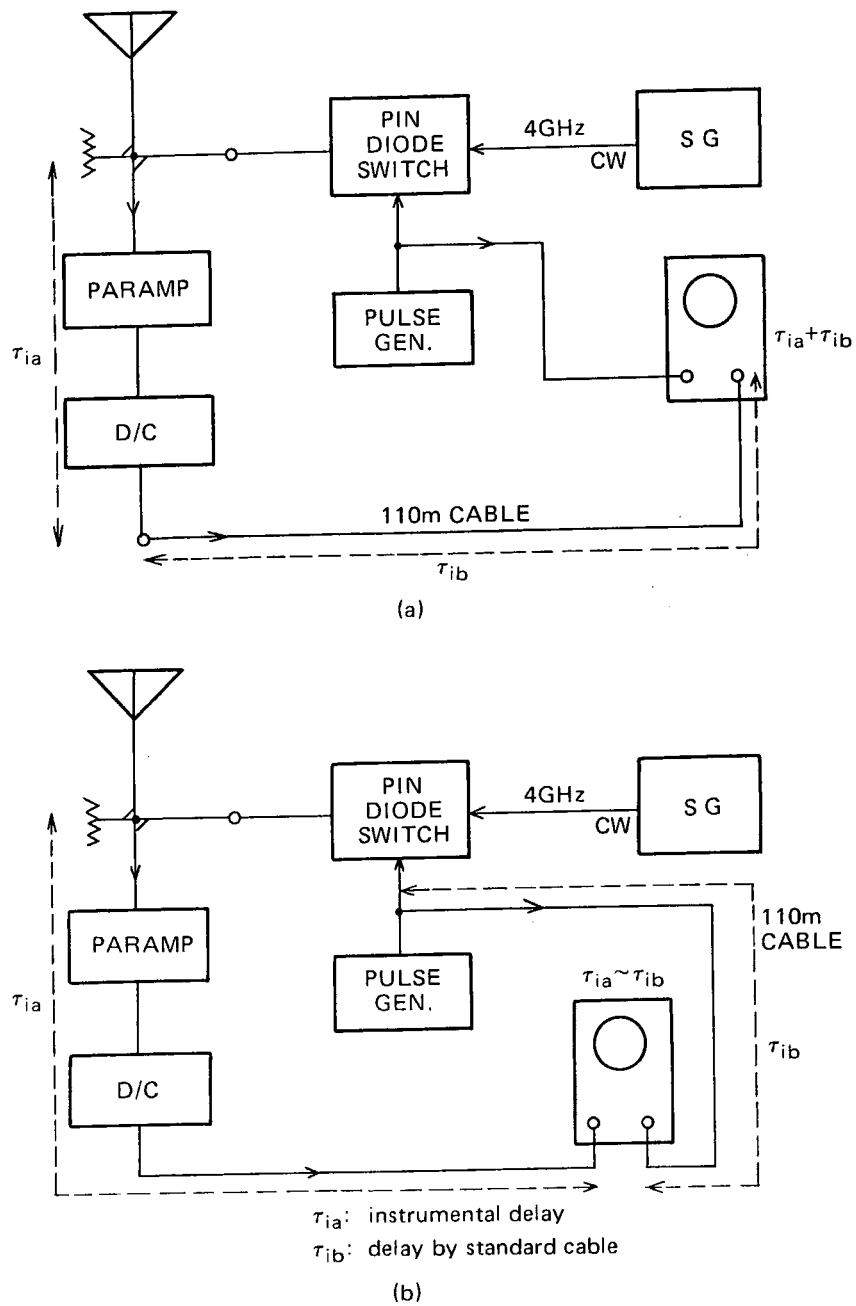 PIN
DIODE
SWITCH
4GHz
CW
S G
PARAMP
PULSE
GEN.
τia
τia+τib
D/C
110m CABLE
τib
(a)
PIN
DIODE
SWITCH
4GHz
CW
S G
110m
CABLE
PARAMP
PULSE
GEN.
τia~τib
τia
τib
D/C
τia: instrumental delay
τib: delay by standard cable
(b)